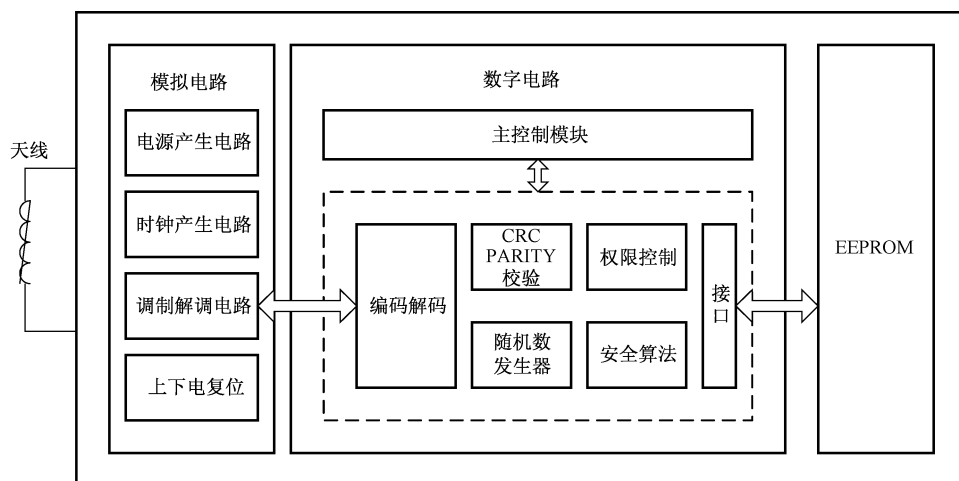 天线
模拟电路
电源产生电路
时钟产生电路
调制解调电路
上下电复位
数字电路
主控制模块
编码解码
CRC
PARITY
校验
权限控制
随机数
发生器
安全算法
接
口
EEPROM